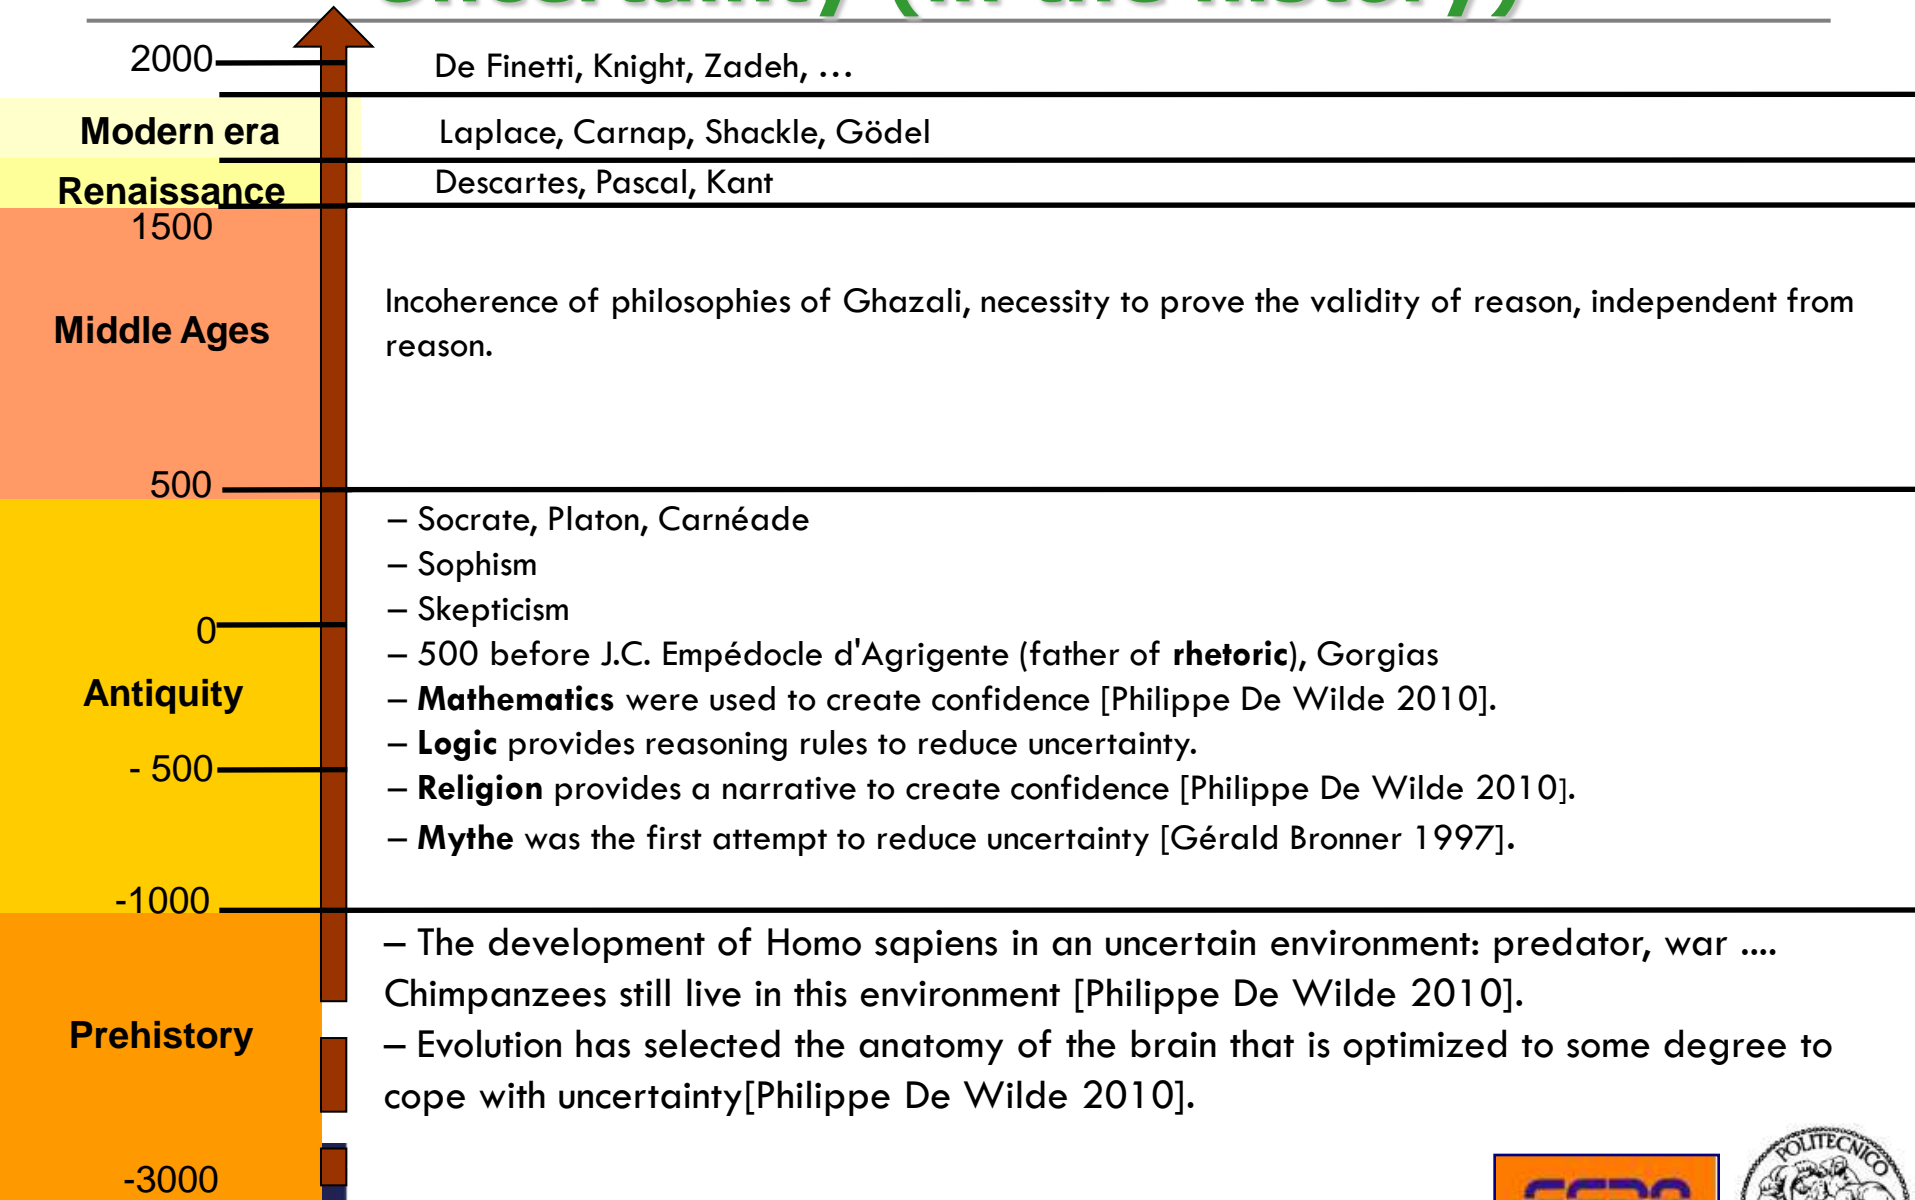 Uncertainty (in the history)
2000
De Finetti, Knight, Zadeh, …
Modern era
Laplace, Carnap, Shackle, Gödel
Renaissance
Descartes, Pascal, Kant
1500
Middle Ages
Incoherence of philosophies of Ghazali, necessity to prove the validity of reason, independent from
reason.
500
– Socrate, Platon, Carnéade
– Sophism
– Skepticism
0
– 500 before J.C. Empédocle d'Agrigente (father of rhetoric), Gorgias
Antiquity
– Mathematics were used to create confidence [Philippe De Wilde 2010].
– Logic provides reasoning rules to reduce uncertainty.
- 500
– Religion provides a narrative to create confidence [Philippe De Wilde 2010].
– Mythe was the first attempt to reduce uncertainty [Gérald Bronner 1997].
-1000
– The development of Homo sapiens in an uncertain environment: predator, war ....
Chimpanzees still live in this environment [Philippe De Wilde 2010].
Prehistory
– Evolution has selected the anatomy of the brain that is optimized to some degree to
cope with uncertainty[Philippe De Wilde 2010].
-3000
POLITECNICO